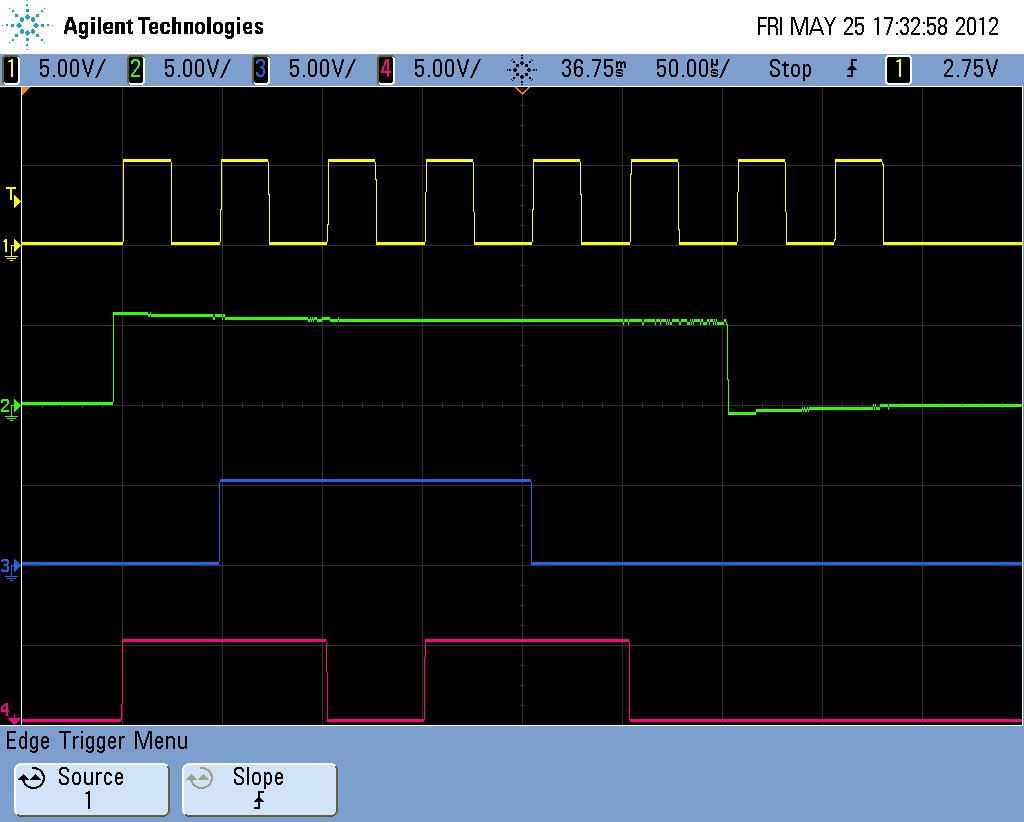 Agilent Technologies FRI MAY 25 17:32:58 2012
1 5.00V/ 2 5.00V/ 3 5.00V/ 4 5.00V/ 36.75ms 50.00µs/ Stop 1 2.75V
T
1
2
3
4
Edge Trigger Menu
Source Slope
1